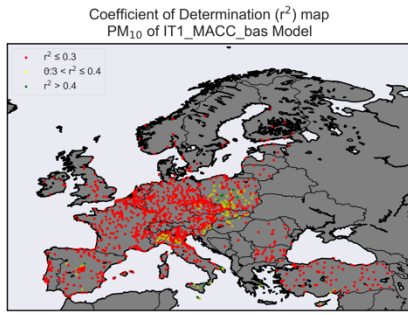 Coefficient of Determination (r²) map
PM₁₀ of IT1_MACC_bas Model
r² ≤ 0.3
0.3 < r² ≤ 0.4
r² > 0.4